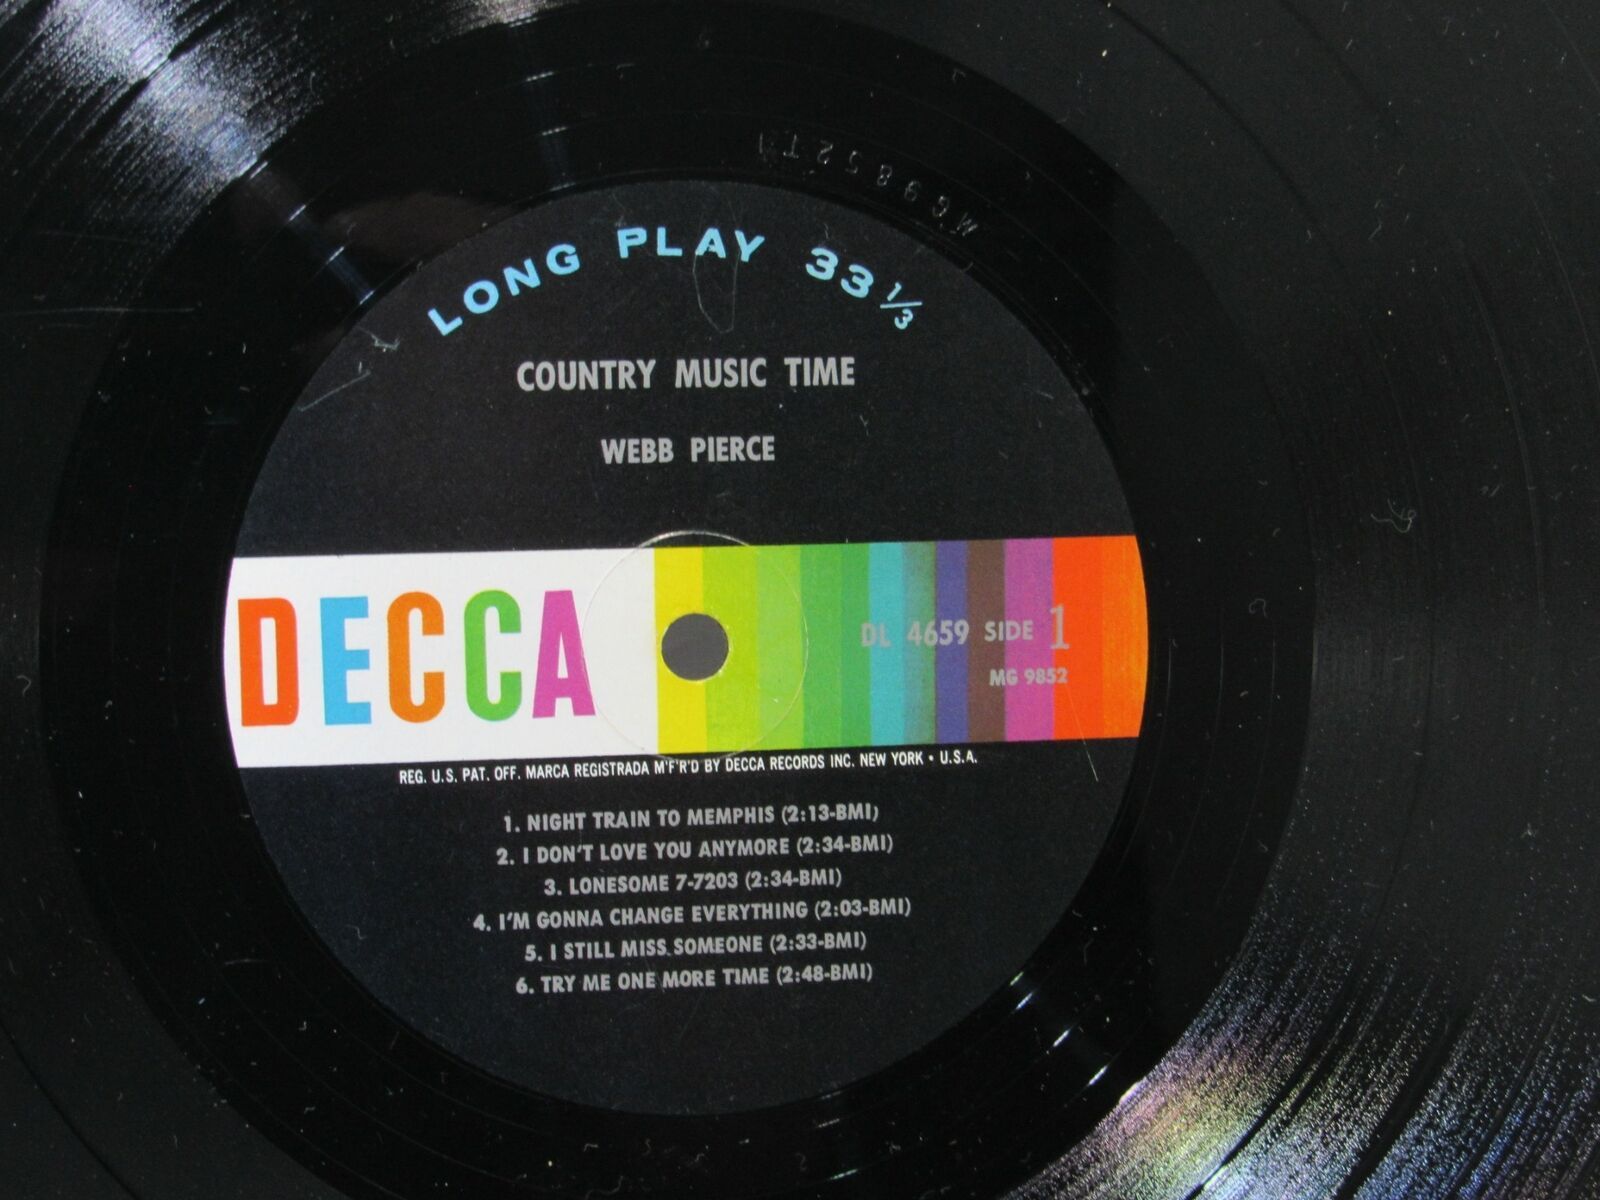 MG9852T1
LONG PLAY 33 1/3
COUNTRY MUSIC TIME
WEBB PIERCE
DECCA
DL 4659 SIDE 1
MG 9852
REG. U.S. PAT. OFF. MARCA REGISTRADA M'F'R'D BY DECCA RECORDS INC. NEW YORK • U.S.A.
1. NIGHT TRAIN TO MEMPHIS (2:13-BMI)
2. I DON'T LOVE YOU ANYMORE (2:34-BMI)
3. LONESOME 7-7203 (2:34-BMI)
4. I'M GONNA CHANGE EVERYTHING (2:03-BMI)
5. I STILL MISS SOMEONE (2:33-BMI)
6. TRY ME ONE MORE TIME (2:48-BMI)